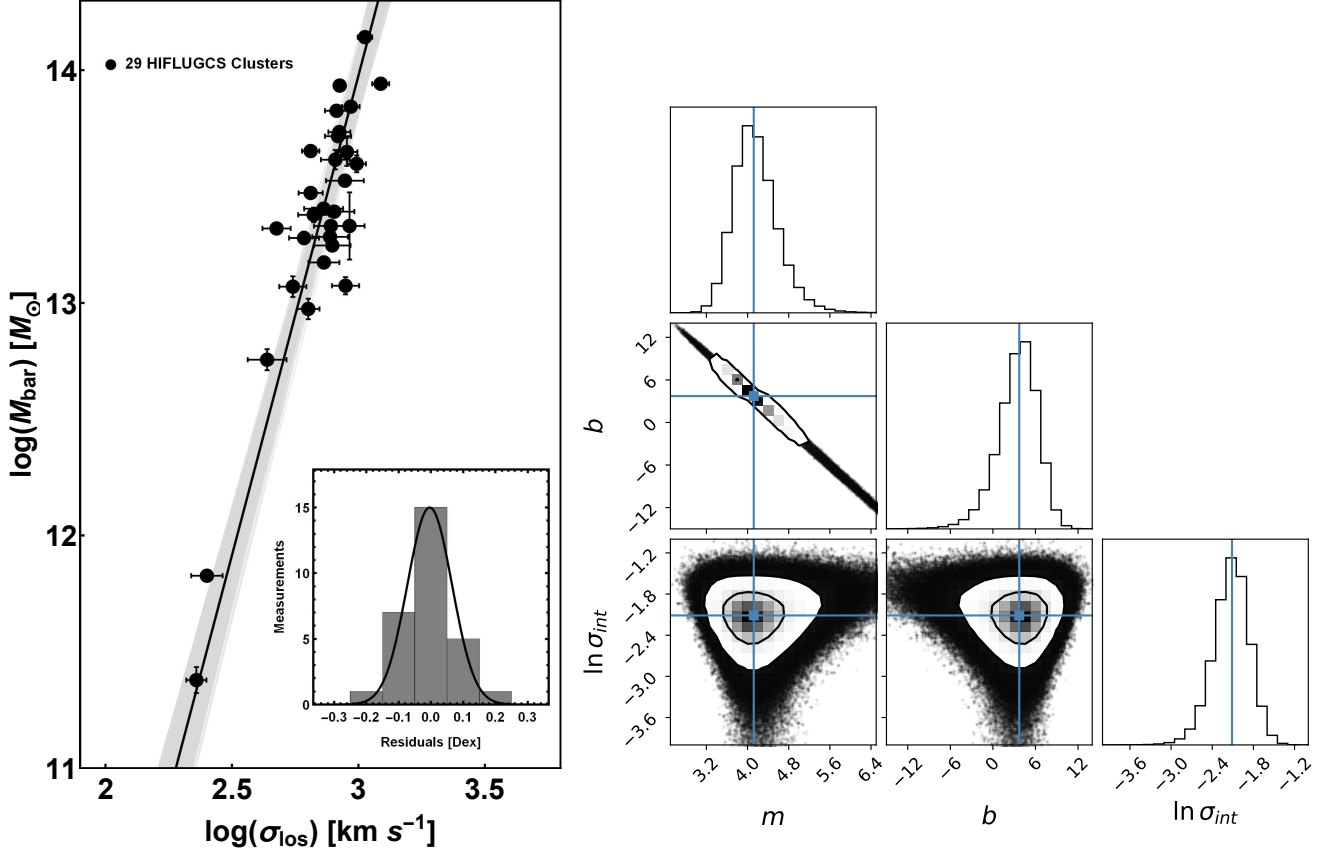 29 HIFLUGCS Clusters
14
13
12
11
log(M_bar) [M_⊙]
2 2.5 3 3.5
log(σ_los) [km s⁻¹]
15
10
5
0
Measurements
−0.3 −0.2 −0.1 0.0 0.1 0.2 0.3
Residuals [Dex]
12
6
0
−6
−12
b
−1.2
−1.8
−2.4
−3.0
−3.6
ln σ_int
3.2 4.0 4.8 5.6 6.4
m
−12 −6 0 6 12
b
−3.6 −3.0 −2.4 −1.8 −1.2
ln σ_int